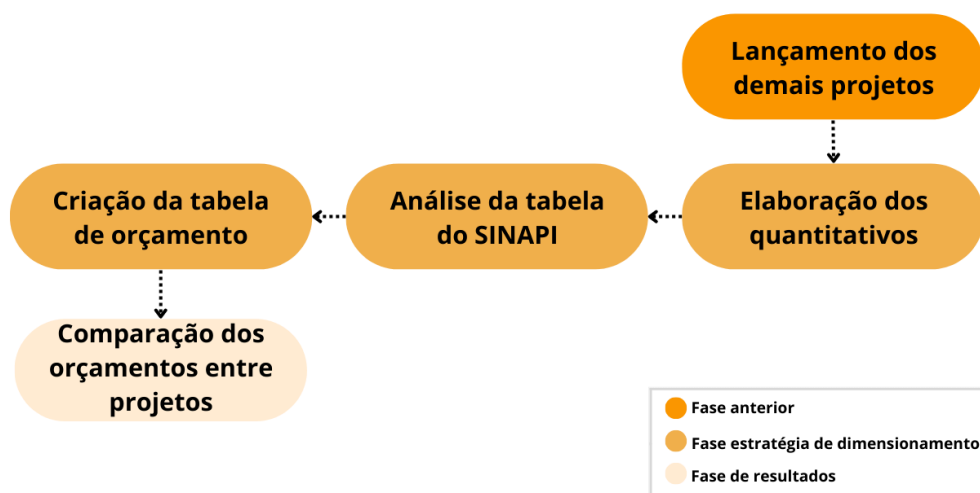 Lançamento dos
demais projetos
Elaboração dos
quantitativos
Análise da tabela
do SINAPI
Criação da tabela
de orçamento
Comparação dos
orçamentos entre
projetos
Fase anterior
Fase estratégia de dimensionamento
Fase de resultados